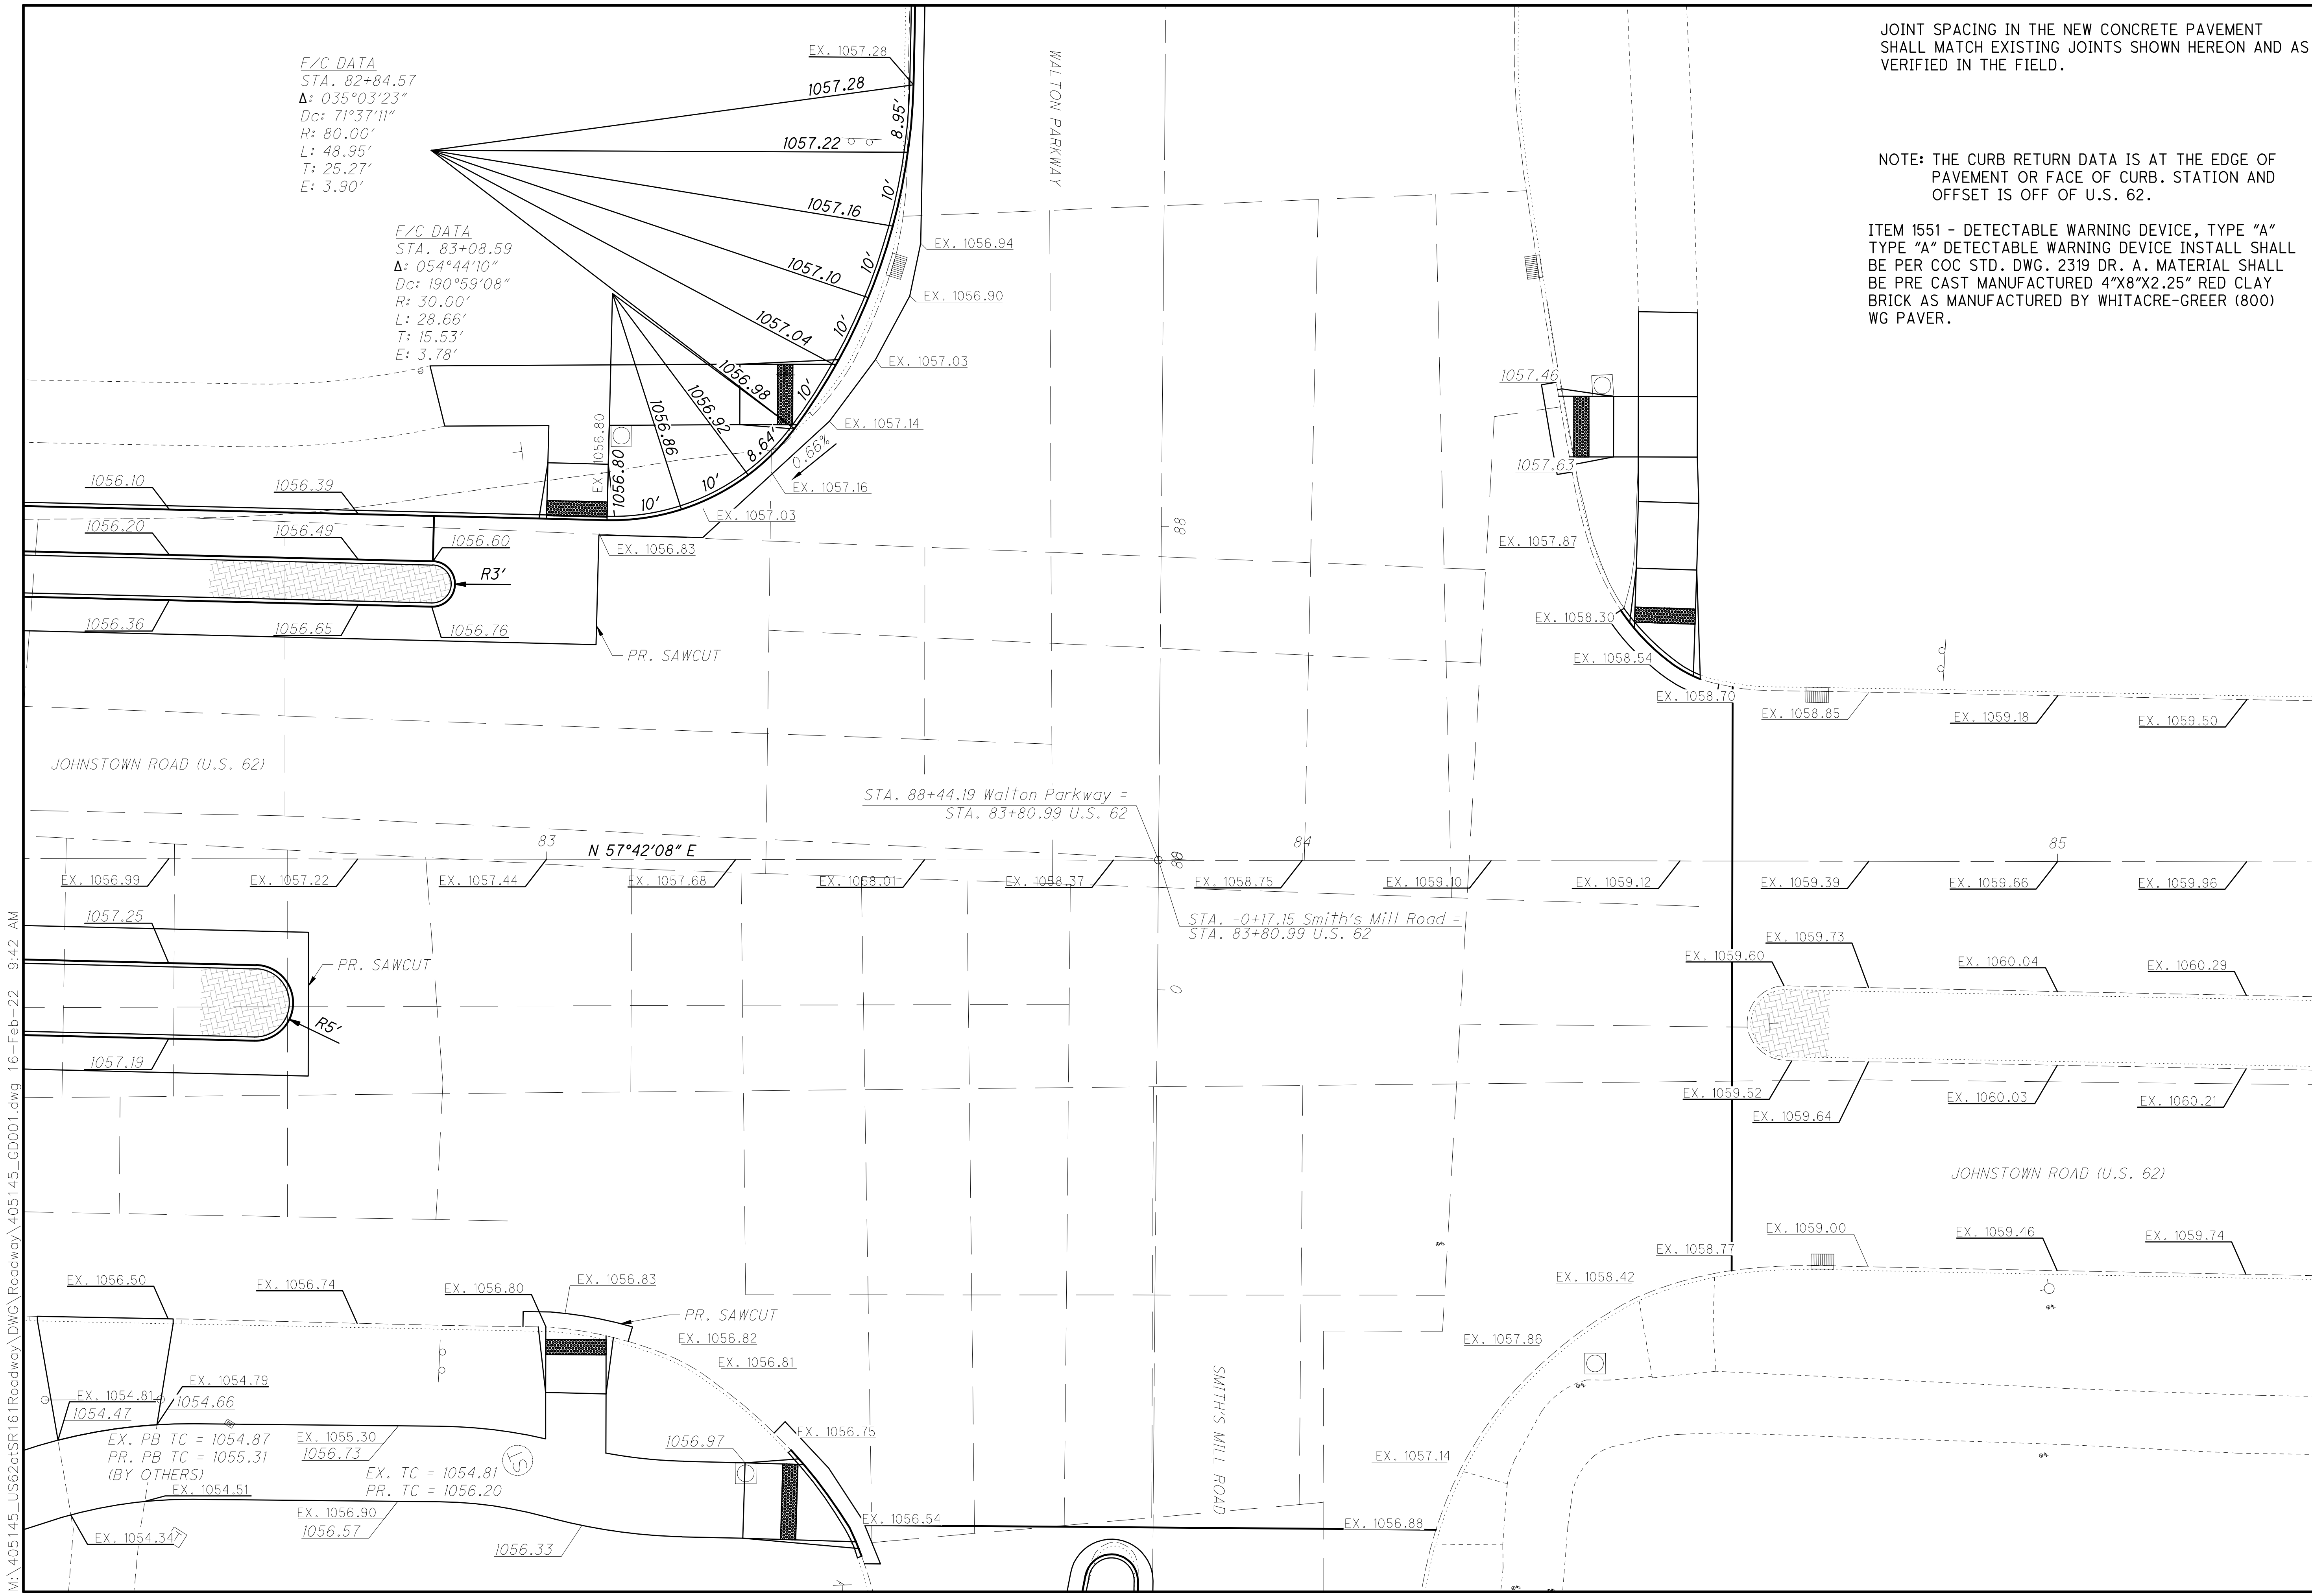 JOINT SPACING IN THE NEW CONCRETE PAVEMENT
SHALL MATCH EXISTING JOINTS SHOWN HEREON AND AS
VERIFIED IN THE FIELD.
NOTE: THE CURB RETURN DATA IS AT THE EDGE OF
PAVEMENT OR FACE OF CURB. STATION AND
OFFSET IS OFF OF U.S. 62.
ITEM 1551 - DETECTABLE WARNING DEVICE, TYPE "A"
TYPE "A" DETECTABLE WARNING DEVICE INSTALL SHALL
BE PER COC STD. DWG. 2319 DR. A. MATERIAL SHALL
BE PRE CAST MANUFACTURED 4"X8"X2.25" RED CLAY
BRICK AS MANUFACTURED BY WHITACRE-GREER (800)
WG PAVER.
F/C DATA
STA. 82+84.57
Δ: 035°03'23"
Dc: 71°37'11"
R: 80.00'
L: 48.95'
T: 25.27'
E: 3.90'
F/C DATA
STA. 83+08.59
Δ: 054°44'10"
Dc: 190°59'08"
R: 30.00'
L: 28.66'
T: 15.53'
E: 3.78'
EX. 1057.28
1057.28
8.95'
1057.22
10'
1057.16
10'
1057.10
10'
1057.04
10'
1056.98
8.64'
1056.92
10'
1056.86
10'
1056.80
EX. 1056.80
WALTON PARKWAY
EX. 1056.94
EX. 1056.90
EX. 1057.03
EX. 1057.14
0.66%
EX. 1057.16
EX. 1057.03
EX. 1056.83
1056.10
1056.39
1056.20
1056.49
1056.60
R3'
1056.36
1056.65
1056.76
PR. SAWCUT
88
1057.46
1057.63
EX. 1057.87
EX. 1058.30
EX. 1058.54
EX. 1058.70
EX. 1058.85
EX. 1059.18
EX. 1059.50
JOHNSTOWN ROAD (U.S. 62)
STA. 88+44.19 Walton Parkway =
STA. 83+80.99 U.S. 62
83
N 57°42'08" E
84
85
EX. 1056.99
EX. 1057.22
EX. 1057.44
EX. 1057.68
EX. 1058.01
EX. 1058.37
EX. 1058.75
EX. 1059.10
EX. 1059.12
EX. 1059.39
EX. 1059.66
EX. 1059.96
STA. -0+17.15 Smith's Mill Road =
STA. 83+80.99 U.S. 62
0
1057.25
PR. SAWCUT
R5'
1057.19
EX. 1059.60
EX. 1059.73
EX. 1060.04
EX. 1060.29
EX. 1059.52
EX. 1059.64
EX. 1060.03
EX. 1060.21
JOHNSTOWN ROAD (U.S. 62)
EX. 1058.77
EX. 1059.00
EX. 1059.46
EX. 1059.74
EX. 1058.42
EX. 1057.86
EX. 1057.14
EX. 1056.88
EX. 1056.50
EX. 1056.74
EX. 1056.80
EX. 1056.83
PR. SAWCUT
EX. 1056.82
EX. 1056.81
EX. 1056.75
1056.97
EX. 1056.54
SMITH'S MILL ROAD
EX. 1054.79
EX. 1054.81
1054.66
1054.47
EX. PB TC = 1054.87
PR. PB TC = 1055.31
(BY OTHERS)
EX. 1055.30
1056.73
EX. TC = 1054.81
PR. TC = 1056.20
LS
EX. 1054.51
EX. 1056.90
1056.57
EX. 1054.34
T
1056.33
M:\405145_US62atSR161Roadway\DWG\Roadway\405145_GD001.dwg 16-Feb-22 9:42 AM